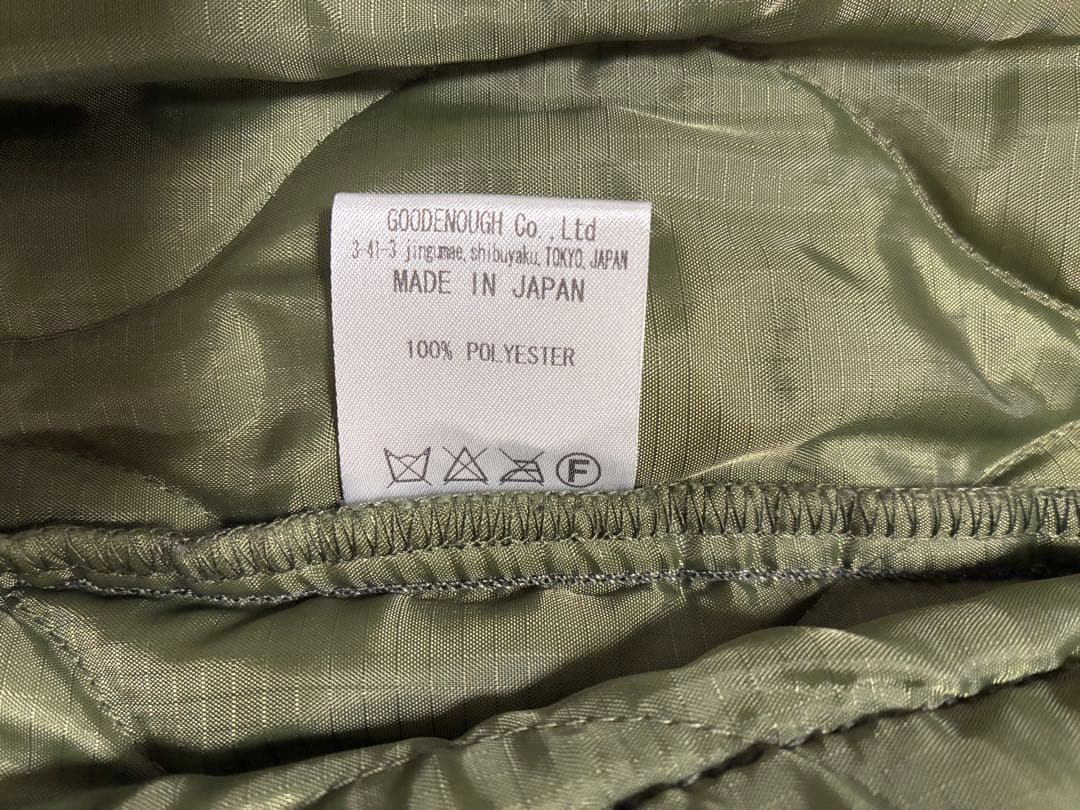 GOODENOUGH Co.,Ltd
3-41-3 jingumae, shibuyaku, TOKYO, JAPAN
MADE IN JAPAN
100% POLYESTER
F